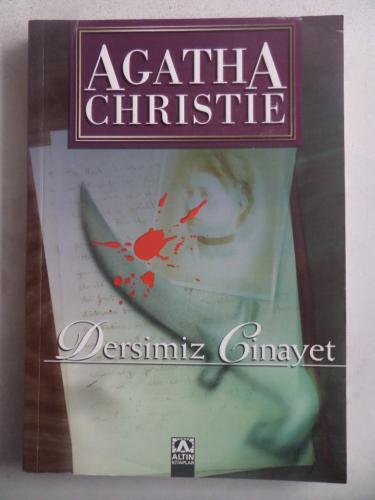 AGATHA
CHRISTIE
Dersimiz Cinayet
ALTIN
KİTAPLAR